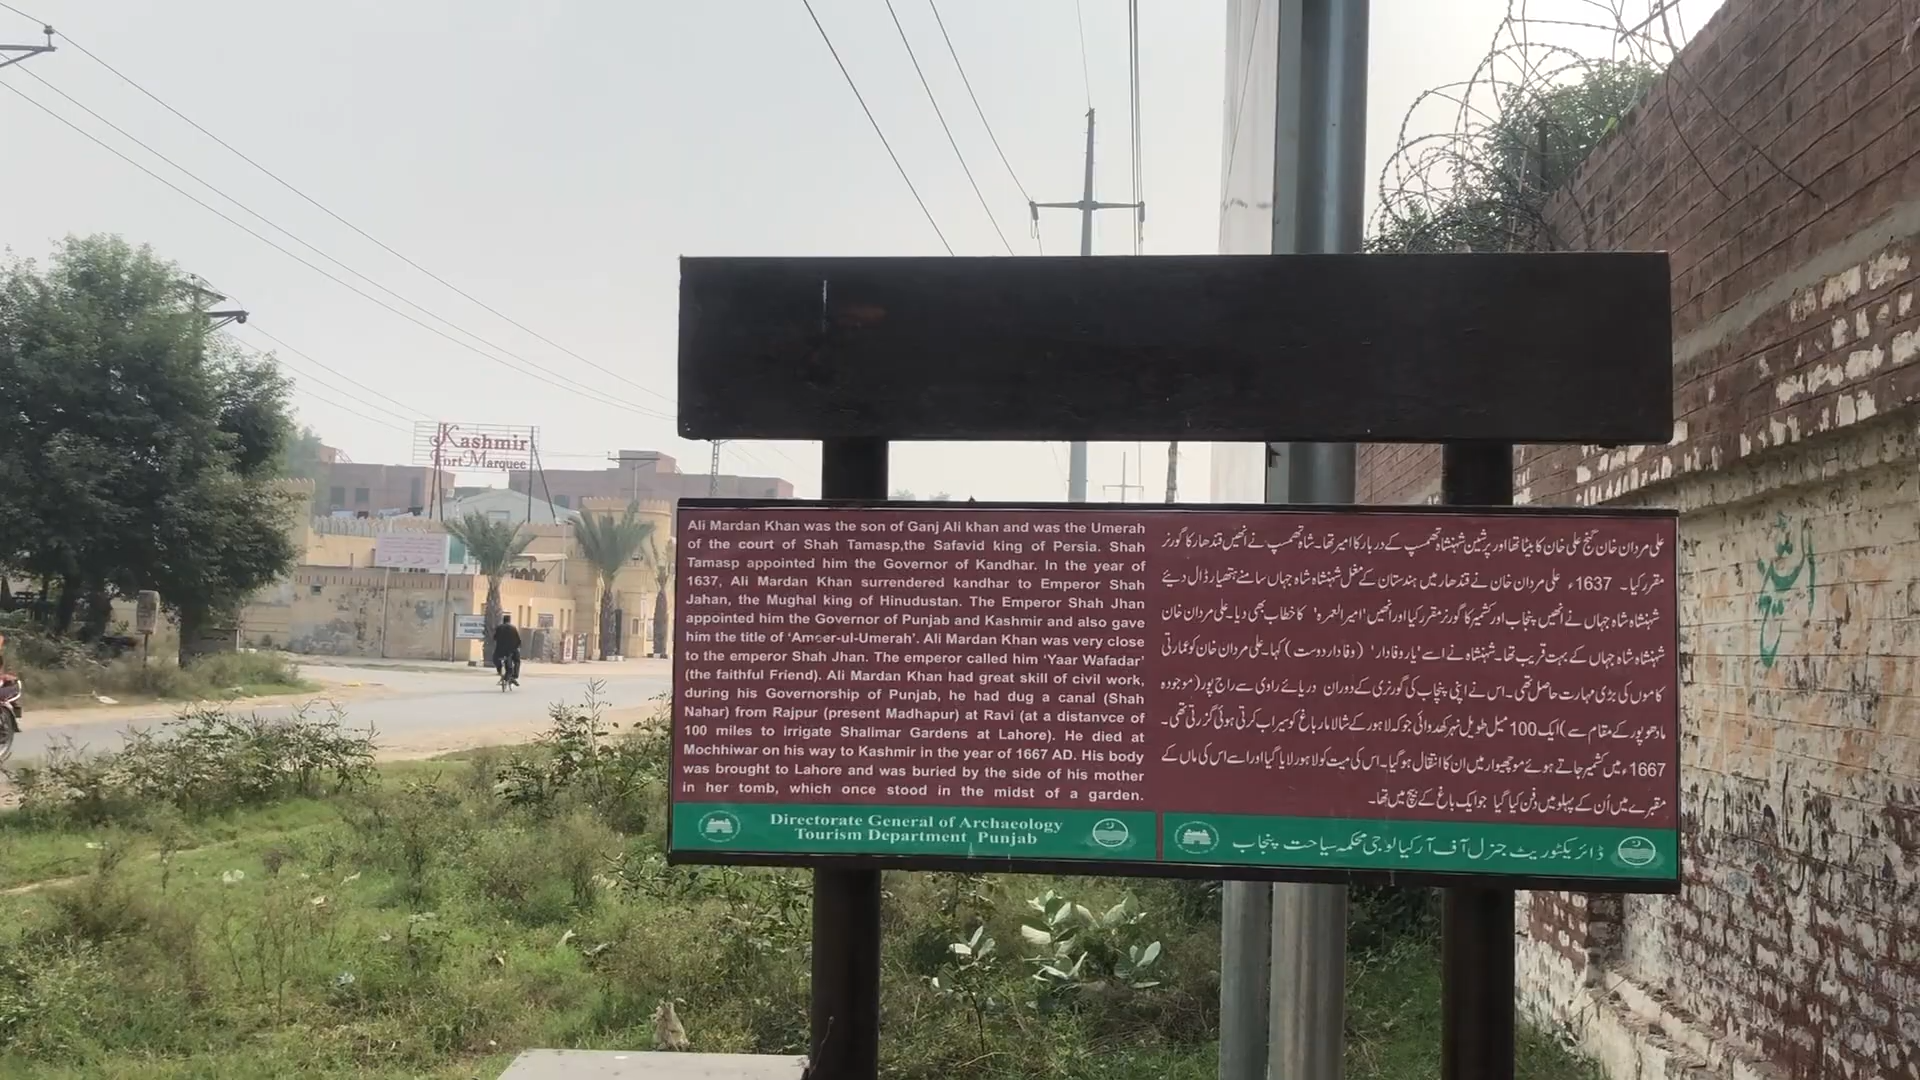 Kashmir
Fort Marquee
Ali Mardan Khan was the son of Ganj Ali khan and was the Umerah
of the court of Shah Tamasp,the Safavid king of Persia. Shah
Tamasp appointed him the Governor of Kandhar. In the year of
1637, Ali Mardan Khan surrendered kandhar to Emperor Shah
Jahan, the Mughal king of Hinudustan. The Emperor Shah Jhan
appointed him the Governor of Punjab and Kashmir and also gave
him the title of ‘Ameer-ul-Umerah’. Ali Mardan Khan was very close
to the emperor Shah Jhan. The emperor called him ‘Yaar Wafadar’
(the faithful Friend). Ali Mardan Khan had great skill of civil work,
during his Governorship of Punjab, he had dug a canal (Shah
Nahar) from Rajpur (present Madhapur) at Ravi (at a distanvce of
100 miles to irrigate Shalimar Gardens at Lahore). He died at
Mochhiwar on his way to Kashmir in the year of 1667 AD. His body
was brought to Lahore and was buried by the side of his mother
in her tomb, which once stood in the midst of a garden.
Directorate General of Archaeology
Tourism Department Punjab
علی مردان خان گنج علی خان کا بیٹا تھا اور پرشین شہنشاہ تھمسپ کے دربار کا امیر تھا۔ شاہ تھمسپ نے انھیں قندھار کا گورنر
مقرر کیا ۔ 1637ء علی مردان خان نے قندھار میں ہندستان کے مغل شہنشاہ شاہ جہاں سامنے ہتھیار ڈال دیئے
شہنشاہ شاہ جہاں نے انھیں پنجاب اور کشمیر کا گورنر مقرر کیا اور انھیں 'امیر العمرہ' کا خطاب بھی دیا۔ علی مردان خان
شہنشاہ شاہ جہاں کے بہت قریب تھا۔ شہنشاہ نے اسے 'یار وفادار' (وفادار دوست) کہا۔ علی مردان خان کو عمارتی
کاموں کی بڑی مہارت حاصل تھی۔ اس نے اپنی پنجاب کی گورنری کے دوران دریائے راوی سے راج پور (موجودہ
مادھو پور کے مقام سے) ایک 100 میل طویل نہر کھدوائی جو کہ لاہور کے شالامار باغ کو سیراب کرتی ہوئی گزرتی تھی۔
1667ء میں کشمیر جاتے ہوئے موچھیوار میں ان کا انتقال ہو گیا۔ اس کی میت کو لاہور لایا گیا اور اسے اس کی ماں کے
مقبرے میں اُن کے پہلو میں دفن کیا گیا جو ایک باغ کے بیچ میں تھا۔
ڈائریکٹوریٹ جنرل آف آرکیالوجی محکمہ سیاحت پنجاب